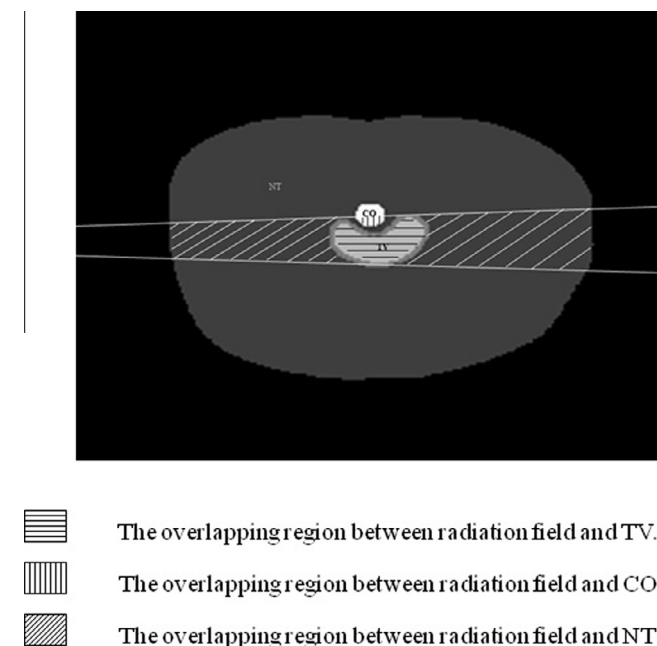 NT
CO
TV
The overlapping region between radiation field and TV.
The overlapping region between radiation field and CO
The overlapping region between radiation field and NT